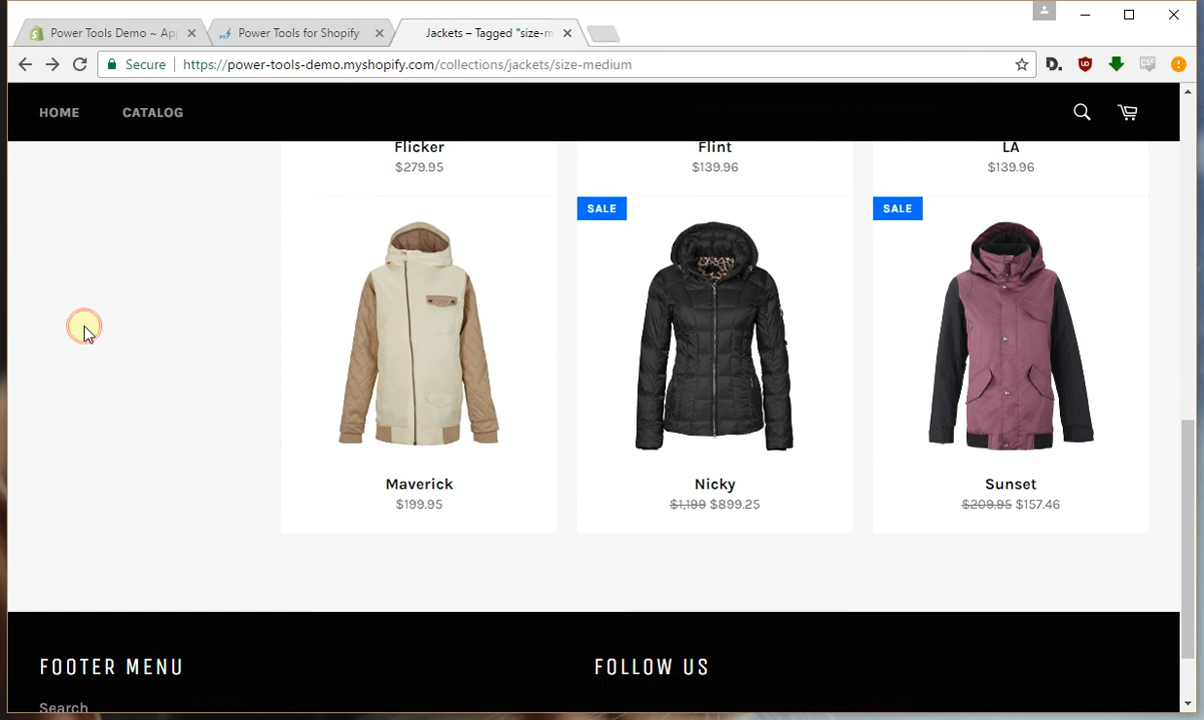 Power Tools Demo ~ Ap
Power Tools for Shopify
Jackets – Tagged "size-m
Secure
https://power-tools-demo.myshopify.com/collections/jackets/size-medium
D.
UD
CSF
HOME
CATALOG
Flicker
Flint
LA
$279.95
$139.96
$139.96
SALE
SALE
Maverick
Nicky
Sunset
$199.95
$1,199 $899.25
$209.95 $157.46
FOOTER MENU
FOLLOW US
Search